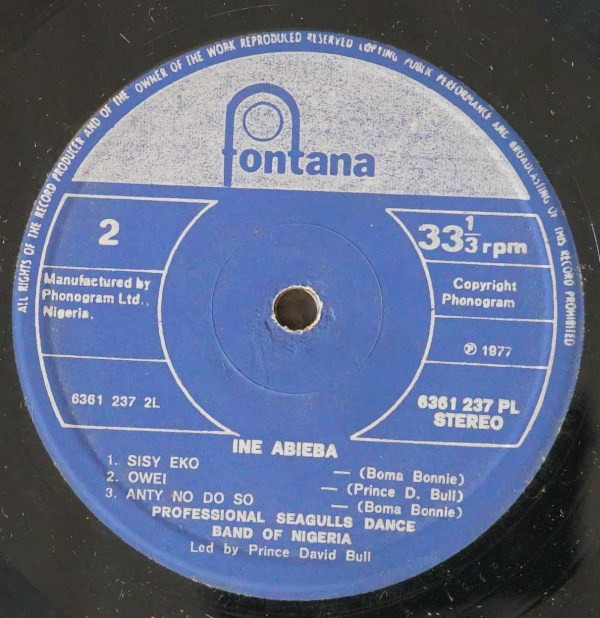 ALL RIGHTS OF THE RECORD PRODUCER AND OF THE OWNER OF THE WORK REPRODUCED RESERVED COPYING, PUBLIC PERFORMANCE AND BROADCASTING OF THIS RECORD PROHIBITED
fontana
2
33 1/3 rpm
Manufactured by
Phonogram Ltd.,
Nigeria.
Copyright
Phonogram
℗ 1977
6361 237 2L
6361 237 PL
STEREO
INE ABIEBA
1. SISY EKO — (Boma Bonnie)
2. OWEI — (Prince D. Bull)
3. ANTY NO DO SO — (Boma Bonnie)
PROFESSIONAL SEAGULLS DANCE
BAND OF NIGERIA
Led by Prince David Bull